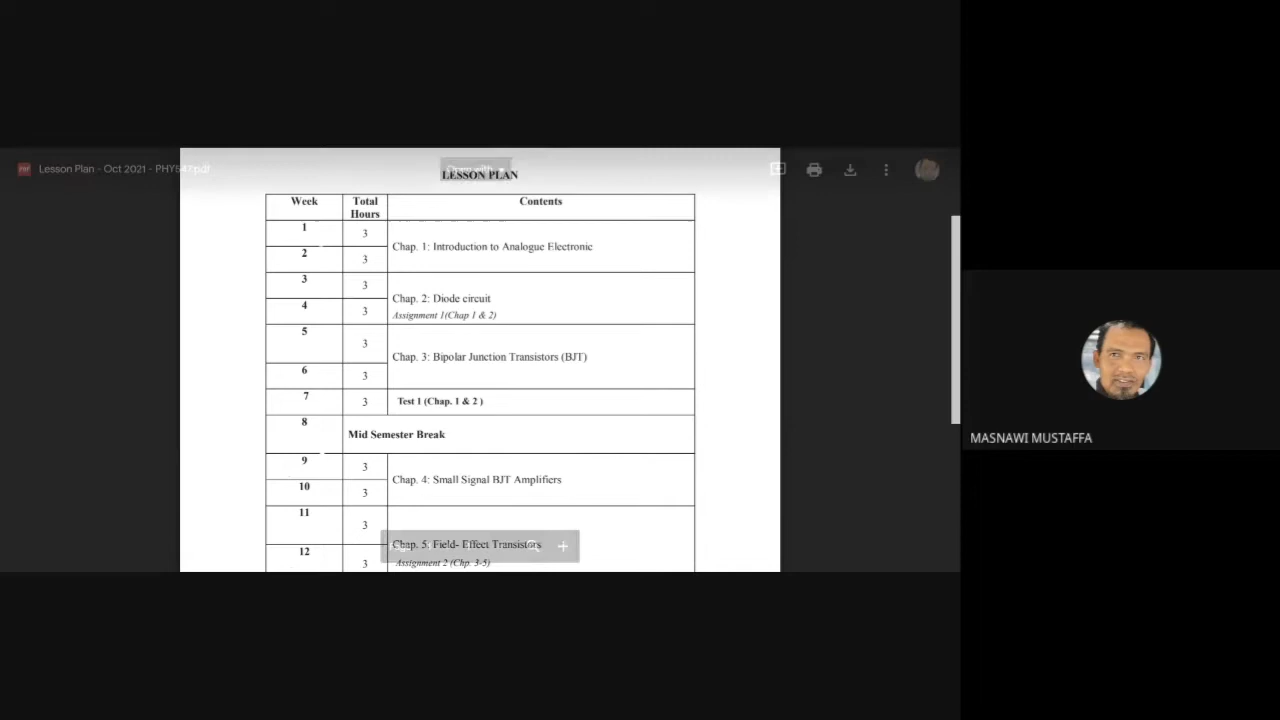 Lesson Plan - Oct 2021 - PHY547.pdf
LESSON PLAN
Week Total Hours Contents
1 3 Chap. 1: Introduction to Analogue Electronic
2 3
3 3 Chap. 2: Diode circuit
4 3 Assignment 1(Chap 1 & 2)
5 3 Chap. 3: Bipolar Junction Transistors (BJT)
6 3
7 3 Test 1 (Chap. 1 & 2 )
8 Mid Semester Break
9 3 Chap. 4: Small Signal BJT Amplifiers
10 3
11 3 Chap. 5: Field- Effect Transistors
12 3 Assignment 2 (Chp. 3-5)
MASNAWI MUSTAFFA